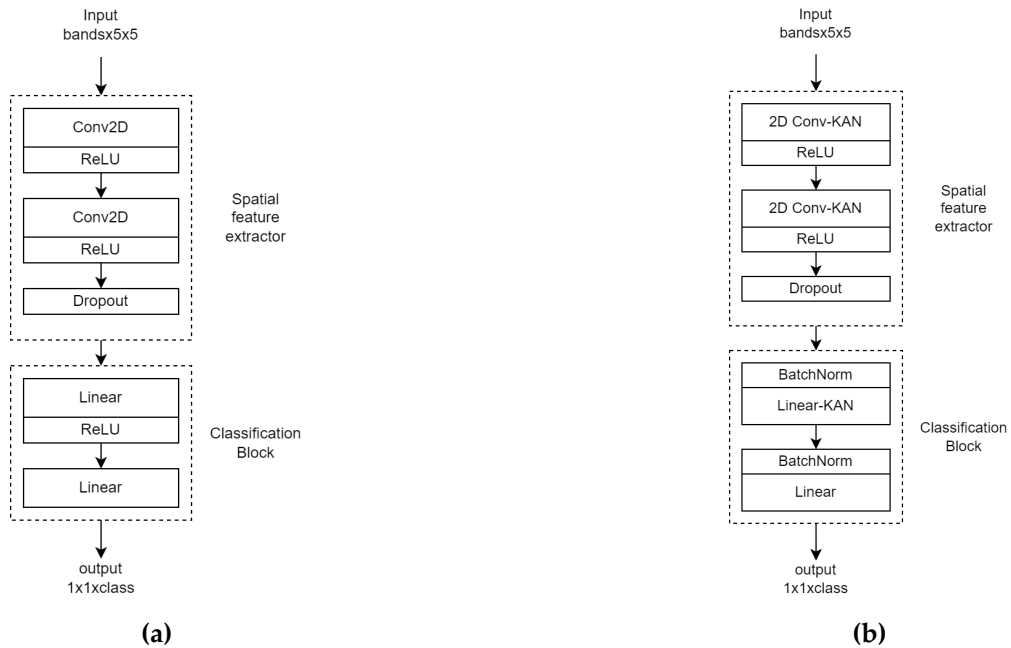 Input
bandsx5x5
Conv2D
ReLU
Conv2D
ReLU
Dropout
Spatial
feature
extractor
Linear
ReLU
Linear
Classification
Block
output
1x1xclass
(a)
Input
bandsx5x5
2D Conv-KAN
ReLU
2D Conv-KAN
ReLU
Dropout
Spatial
feature
extractor
BatchNorm
Linear-KAN
BatchNorm
Linear
Classification
Block
output
1x1xclass
(b)